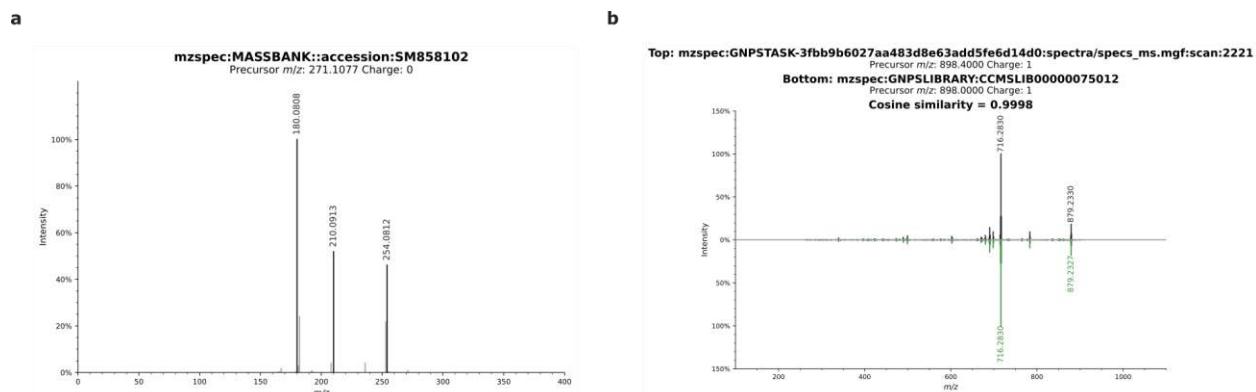 a
mzspec:MASSBANK::accession:SM858102
Precursor m/z: 271.1077 Charge: 0
100%
80%
60%
40%
20%
0%
Intensity
180.0808
210.0913
254.0812
0 50 100 150 200 250 300 350 400
m/z
b
Top: mzspec:GNPSTASK-3fbb9b6027aa483d8e63add5fe6d14d0:spectra/specs_ms.mgf:scan:2221
Precursor m/z: 898.4000 Charge: 1
Bottom: mzspec:GNPSLIBRARY:CCMSLIB00000075012
Precursor m/z: 898.0000 Charge: 1
Cosine similarity = 0.9998
150%
100%
50%
0%
50%
100%
150%
Intensity
716.2830
879.2330
879.2327
716.2830
200 400 600 800 1000
m/z